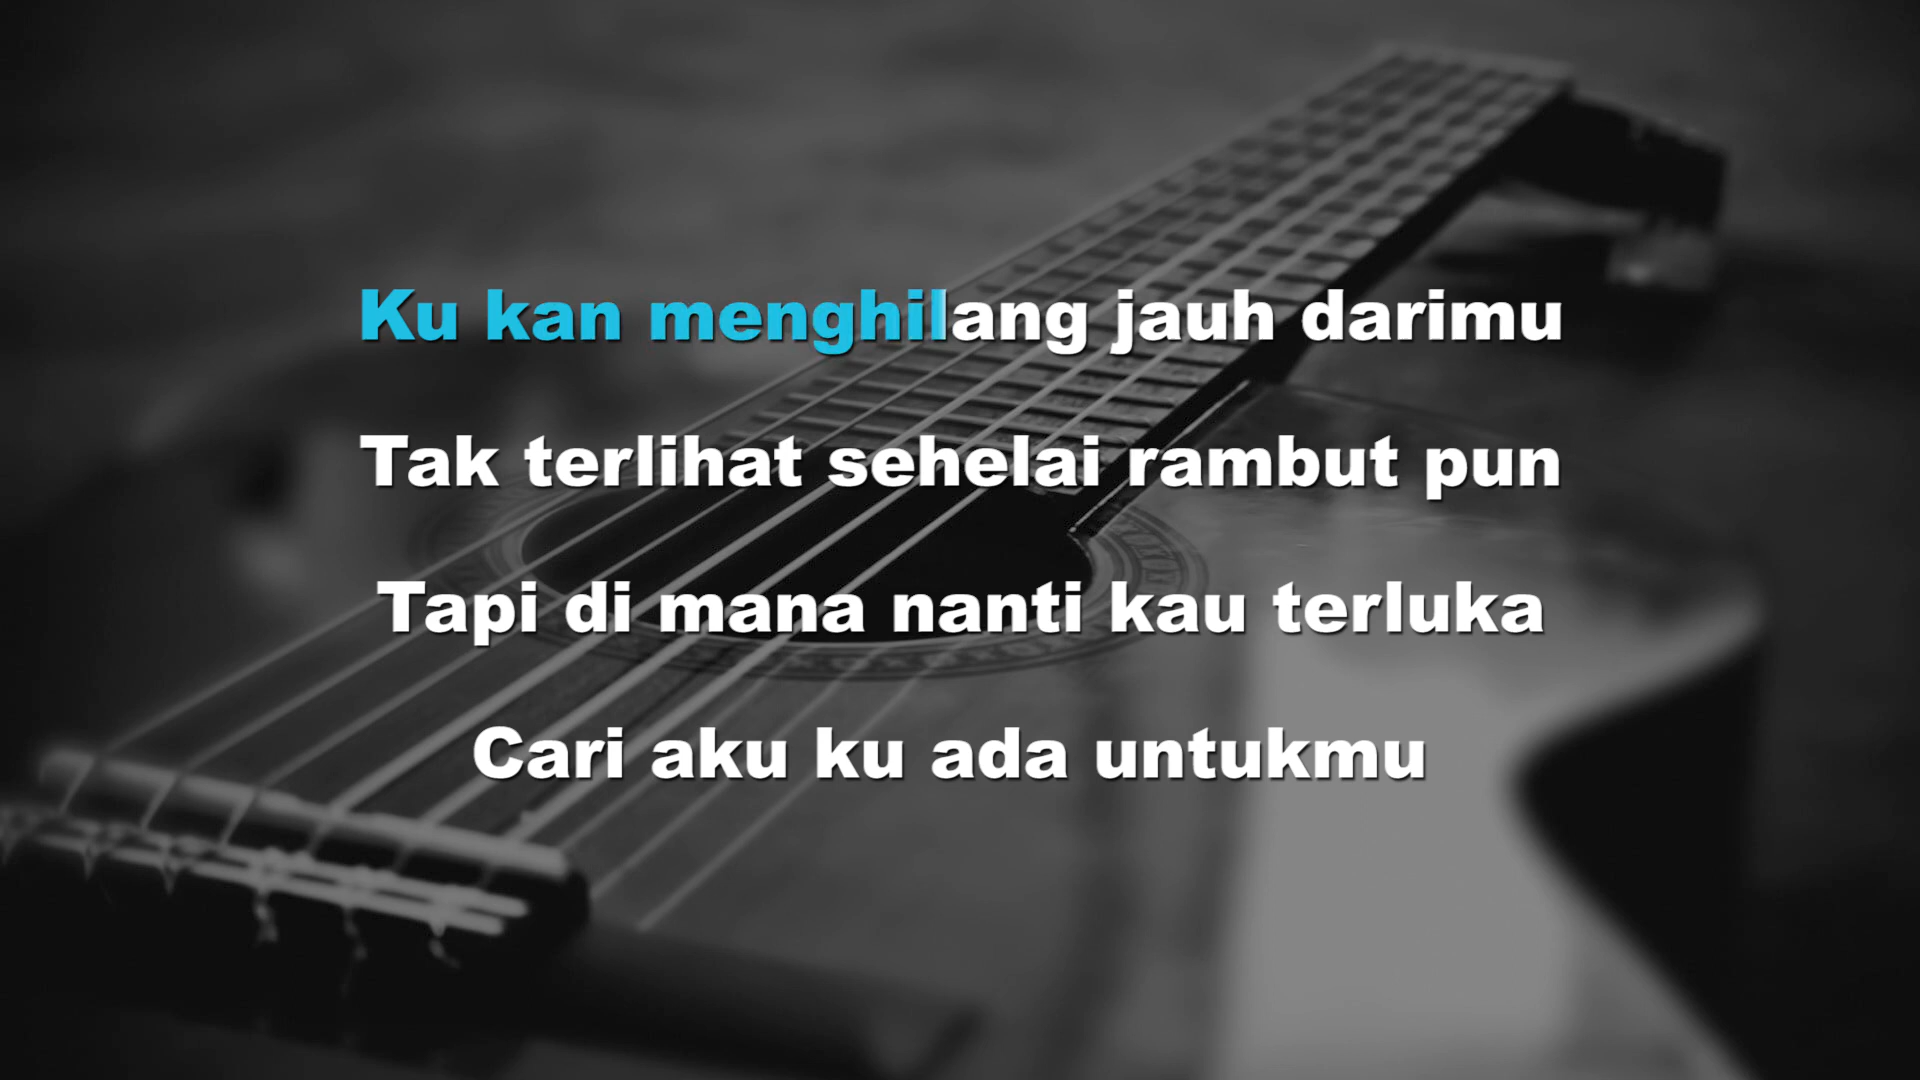 Ku kan menghilang jauh darimu
Tak terlihat sehelai rambut pun
Tapi di mana nanti kau terluka
Cari aku ku ada untukmu